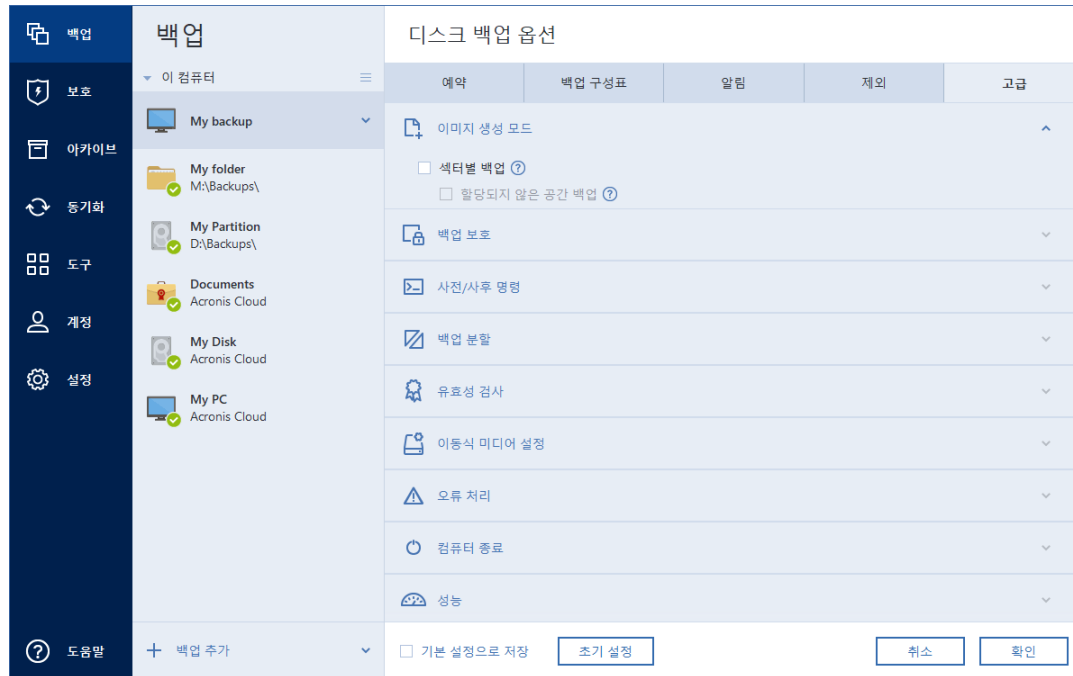 백업
보호
아카이브
동기화
도구
계정
설정
도움말
백업
이 컴퓨터
My backup
My folder
M:\Backups\
My Partition
D:\Backups\
Documents
Acronis Cloud
My Disk
Acronis Cloud
My PC
Acronis Cloud
백업 추가
디스크 백업 옵션
예약 백업 구성표 알림 제외 고급
이미지 생성 모드
섹터별 백업 ?
할당되지 않은 공간 백업 ?
백업 보호
사전/사후 명령
백업 분할
유효성 검사
이동식 미디어 설정
오류 처리
컴퓨터 종료
성능
기본 설정으로 저장 초기 설정 취소 확인